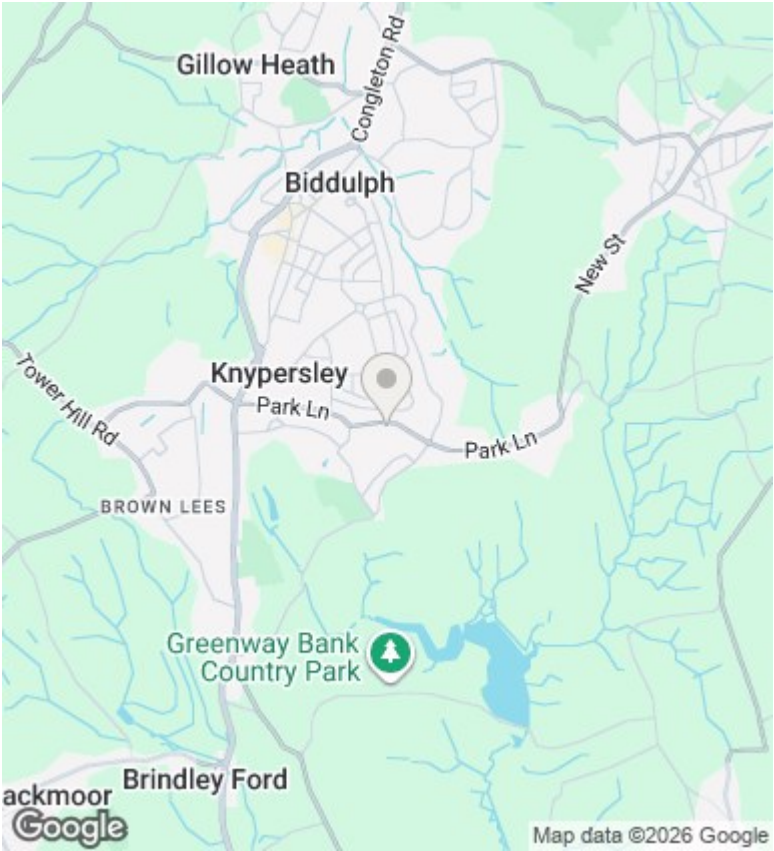 Gillow Heath
Congleton Rd
Biddulph
New St
Knypersley
Tower Hill Rd
Park Ln
Park Ln
BROWN LEES
Greenway Bank
Country Park
Brindley Ford
ackmoor
Google
Map data ©2026 Google